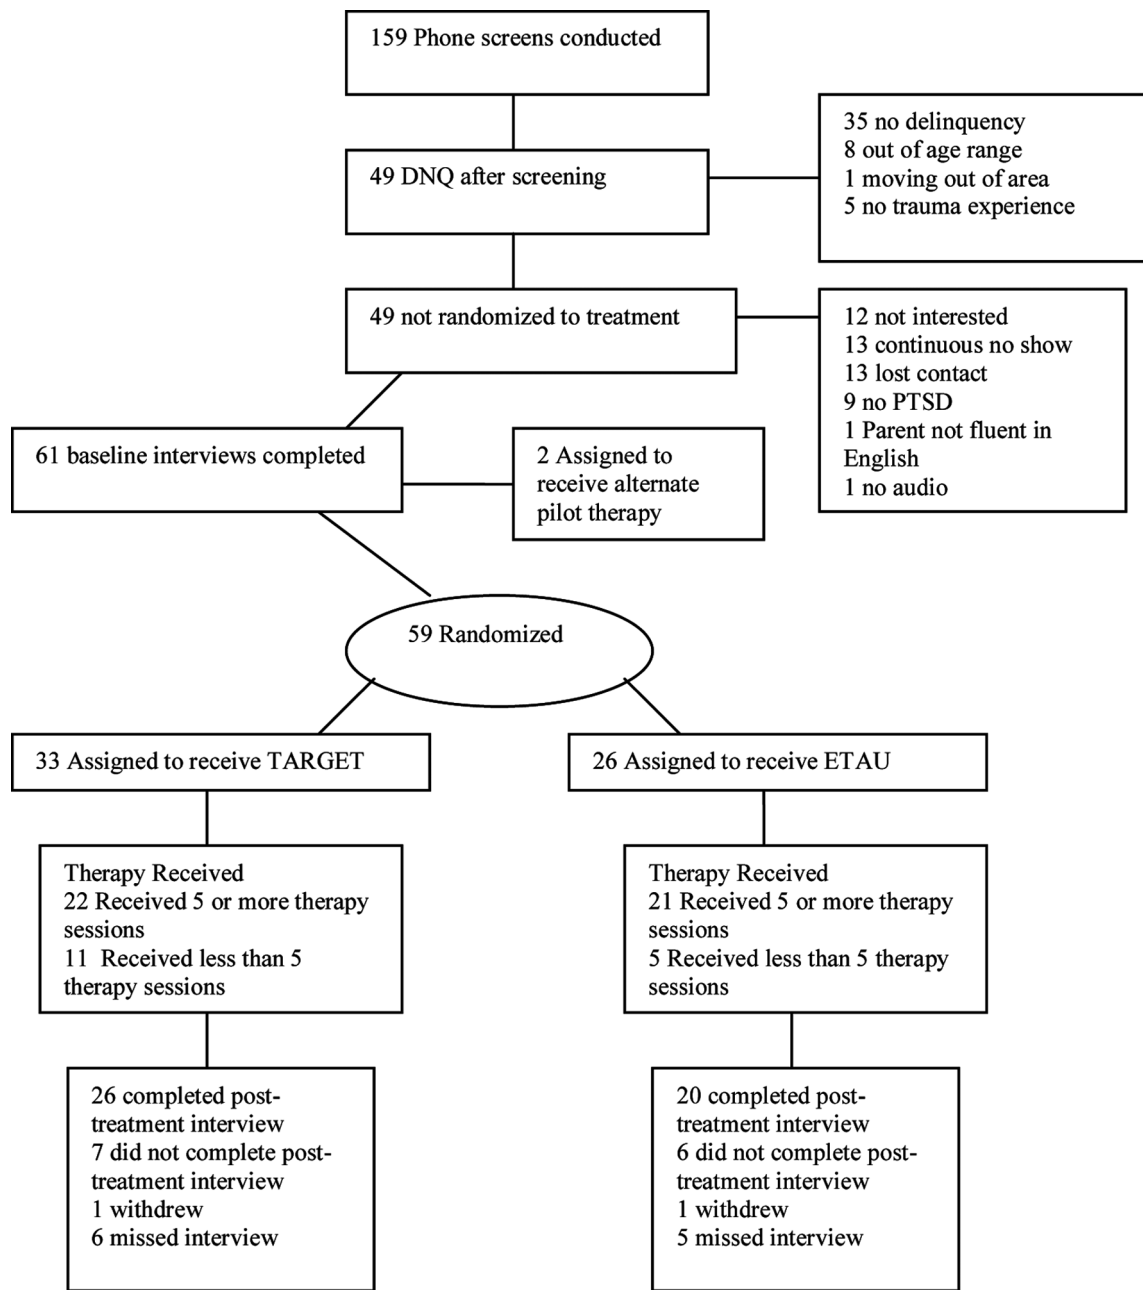 159 Phone screens conducted
49 DNQ after screening
35 no delinquency
8 out of age range
1 moving out of area
5 no trauma experience
49 not randomized to treatment
12 not interested
13 continuous no show
13 lost contact
9 no PTSD
1 Parent not fluent in
English
1 no audio
61 baseline interviews completed
2 Assigned to
receive alternate
pilot therapy
59 Randomized
33 Assigned to receive TARGET
26 Assigned to receive ETAU
Therapy Received
22 Received 5 or more therapy
sessions
11  Received less than 5
therapy sessions
Therapy Received
21 Received 5 or more therapy
sessions
5 Received less than 5 therapy
sessions
26 completed post-
treatment interview
7 did not complete post-
treatment interview
1 withdrew
6 missed interview
20 completed post-
treatment interview
6 did not complete post-
treatment interview
1 withdrew
5 missed interview